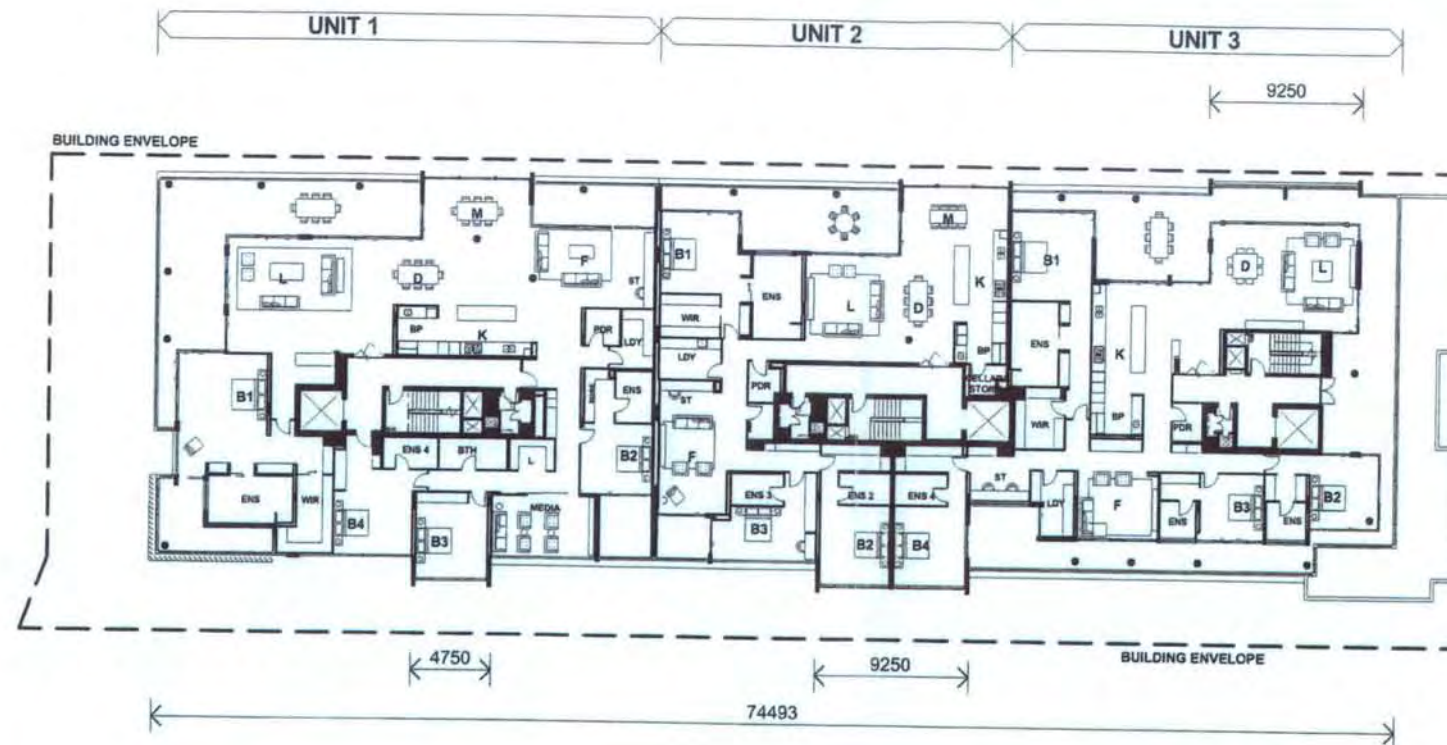 UNIT 1 UNIT 2 UNIT 3
9250
BUILDING ENVELOPE
M F L D ST BP K PDR LDY
B1 ENS B2 ENS 4 BTH L
ENS WIR B4 B3 MEDIA
B1 M ENS L D K WIR LDY BP
PDR CELLAR
STOR
ST F ENS 3 B3 ENS 2 ENS 4 B2 B4
B1 D L ENS K WIR BP PDR
ST LDY F ENS B3 ENS B2
4750 9250 BUILDING ENVELOPE
74493